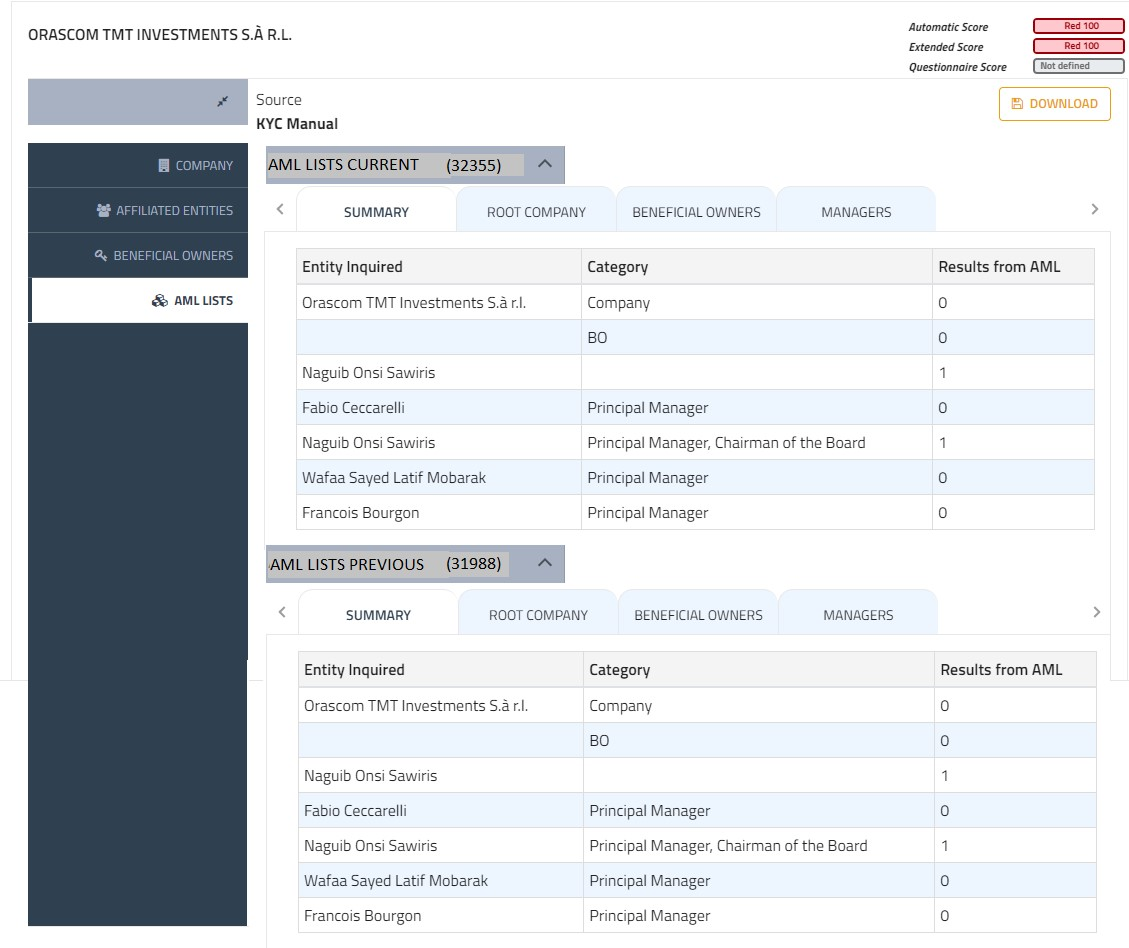 ORASCOM TMT INVESTMENTS S.À R.L.
Automatic Score Red 100
Extended Score Red 100
Questionnaire Score Not defined
Source
KYC Manual
DOWNLOAD
COMPANY
AFFILIATED ENTITIES
BENEFICIAL OWNERS
AML LISTS
AML LISTS CURRENT (32355)
SUMMARY ROOT COMPANY BENEFICIAL OWNERS MANAGERS
Entity Inquired Category Results from AML
Orascom TMT Investments S.à r.l. Company 0
BO 0
Naguib Onsi Sawiris 1
Fabio Ceccarelli Principal Manager 0
Naguib Onsi Sawiris Principal Manager, Chairman of the Board 1
Wafaa Sayed Latif Mobarak Principal Manager 0
Francois Bourgon Principal Manager 0
AML LISTS PREVIOUS (31988)
SUMMARY ROOT COMPANY BENEFICIAL OWNERS MANAGERS
Entity Inquired Category Results from AML
Orascom TMT Investments S.à r.l. Company 0
BO 0
Naguib Onsi Sawiris 1
Fabio Ceccarelli Principal Manager 0
Naguib Onsi Sawiris Principal Manager, Chairman of the Board 1
Wafaa Sayed Latif Mobarak Principal Manager 0
Francois Bourgon Principal Manager 0